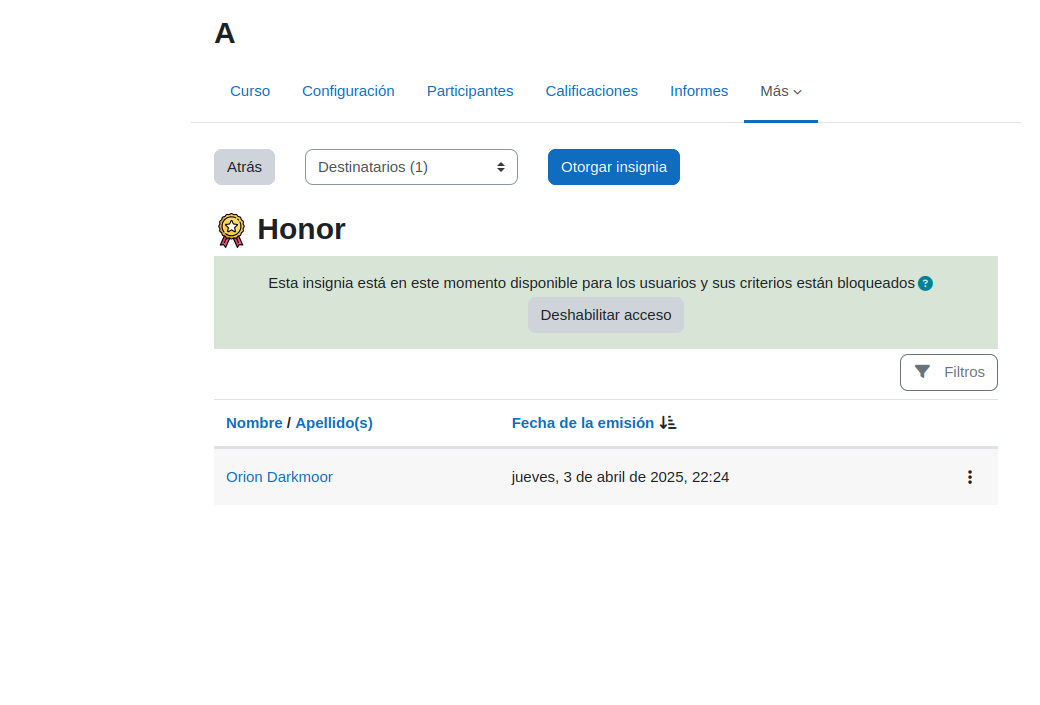 A
Curso Configuración Participantes Calificaciones Informes Más
Atrás Destinatarios (1) Otorgar insignia
Honor
Esta insignia está en este momento disponible para los usuarios y sus criterios están bloqueados ?
Deshabilitar acceso
Filtros
Nombre / Apellido(s) Fecha de la emisión
Orion Darkmoor jueves, 3 de abril de 2025, 22:24